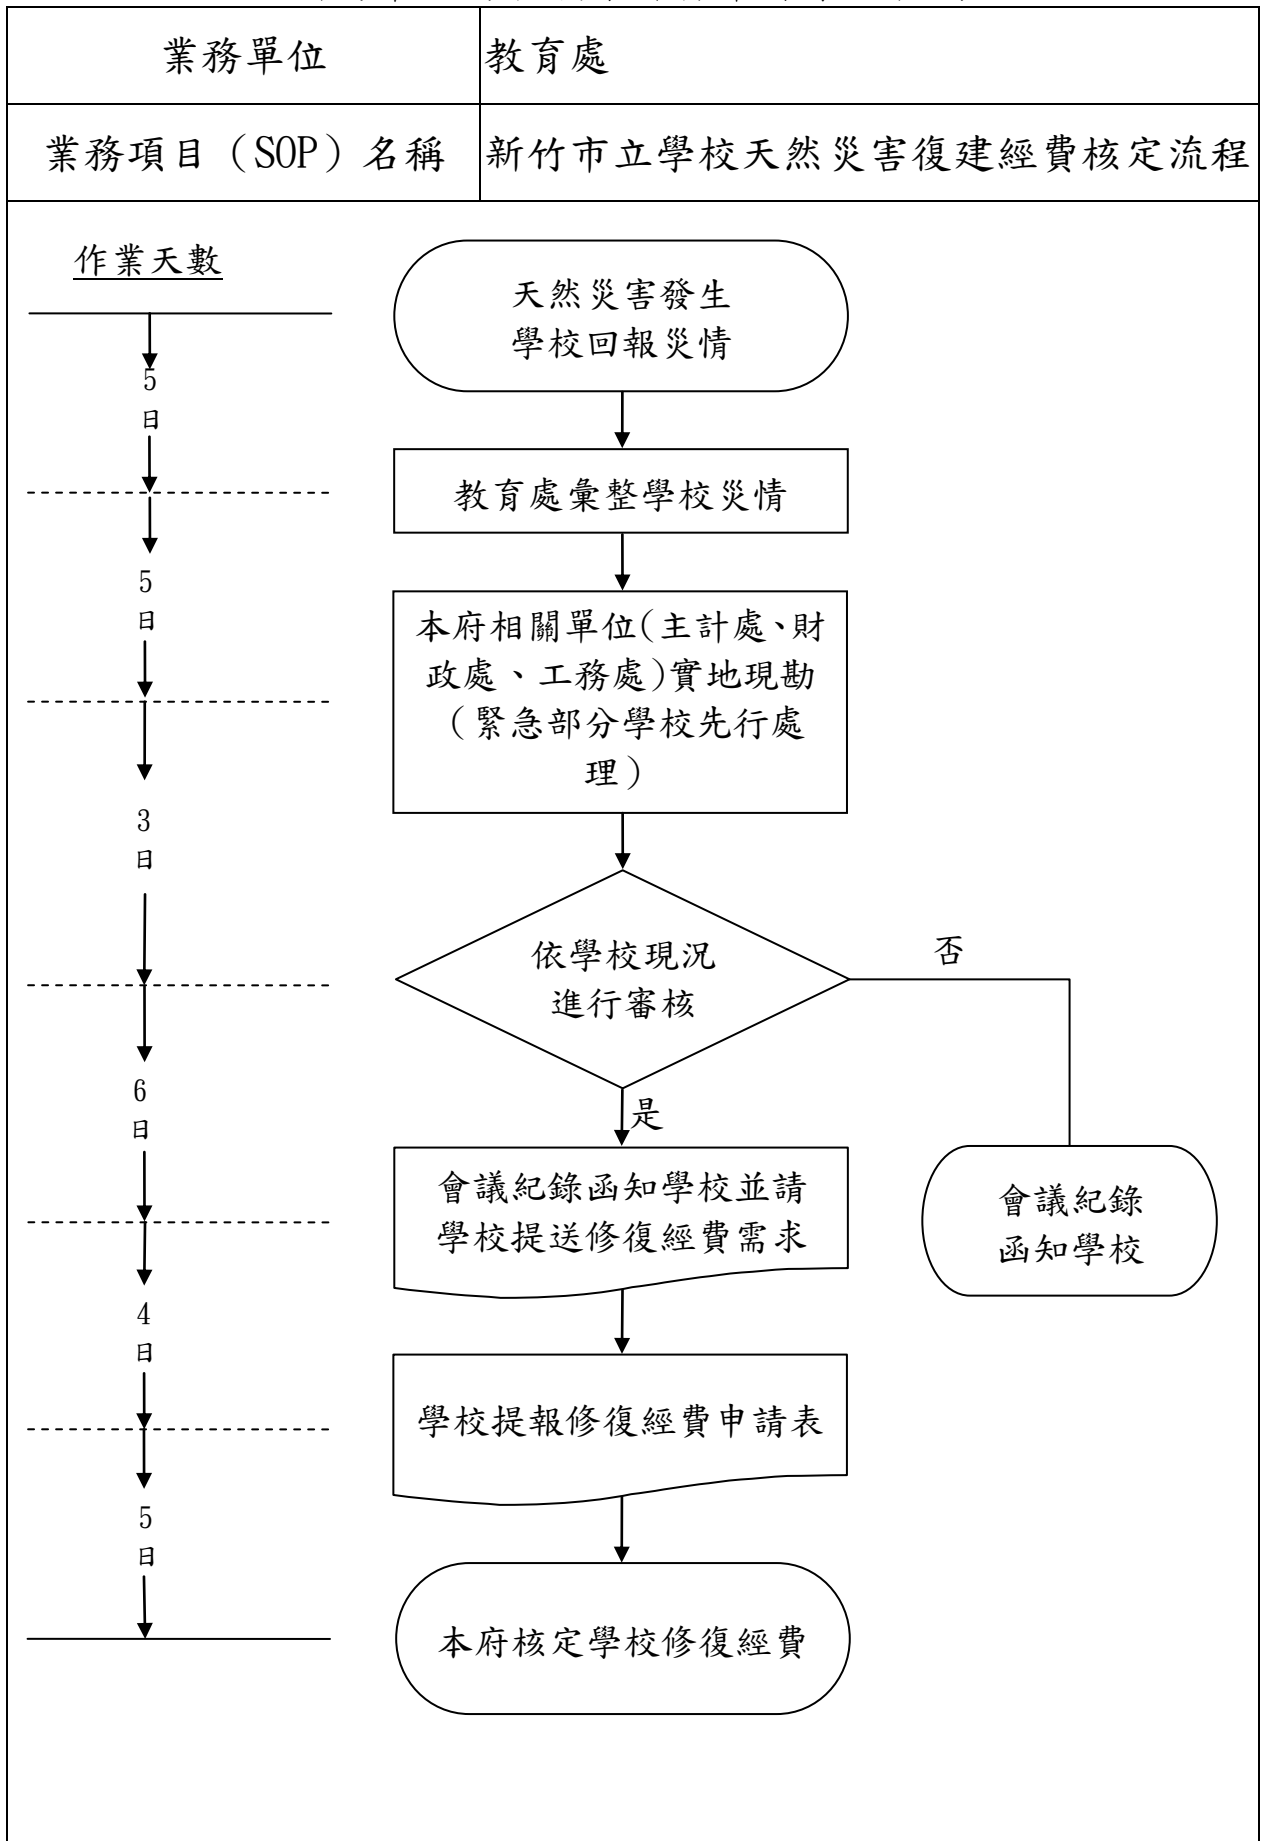 業務單位
教育處
業務項目（SOP）名稱
新竹市立學校天然災害復建經費核定流程
作業天數
天然災害發生
學校回報災情
5
日
教育處彙整學校災情
5
日
本府相關單位(主計處、財
政處、工務處)實地現勘
（緊急部分學校先行處
理）
3
日
依學校現況
進行審核
否
是
6
日
會議紀錄函知學校並請
學校提送修復經費需求
會議紀錄
函知學校
4
日
學校提報修復經費申請表
5
日
本府核定學校修復經費